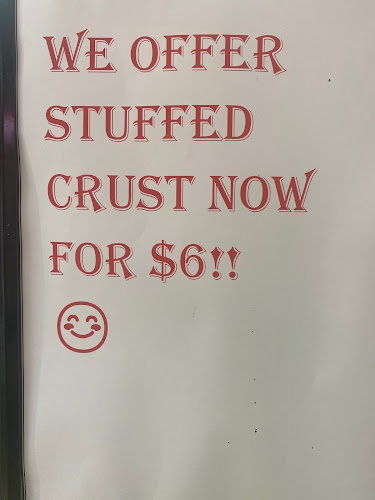 WE OFFER
STUFFED
CRUST NOW
FOR $6!!